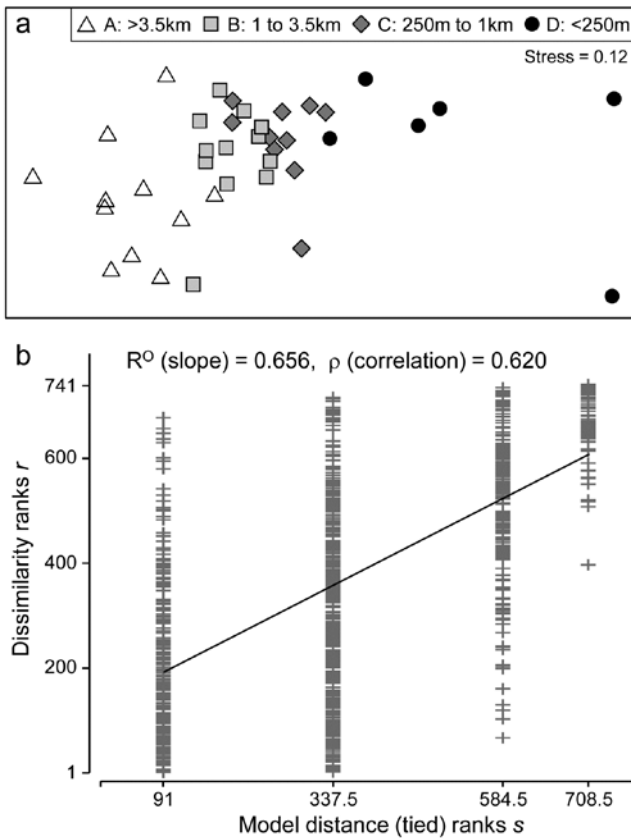 a
A: >3.5km B: 1 to 3.5km C: 250m to 1km D: <250m
Stress = 0.12
b
R^O (slope) = 0.656, ρ (correlation) = 0.620
741
600
400
200
1
Dissimilarity ranks r
91 337.5 584.5 708.5
Model distance (tied) ranks s